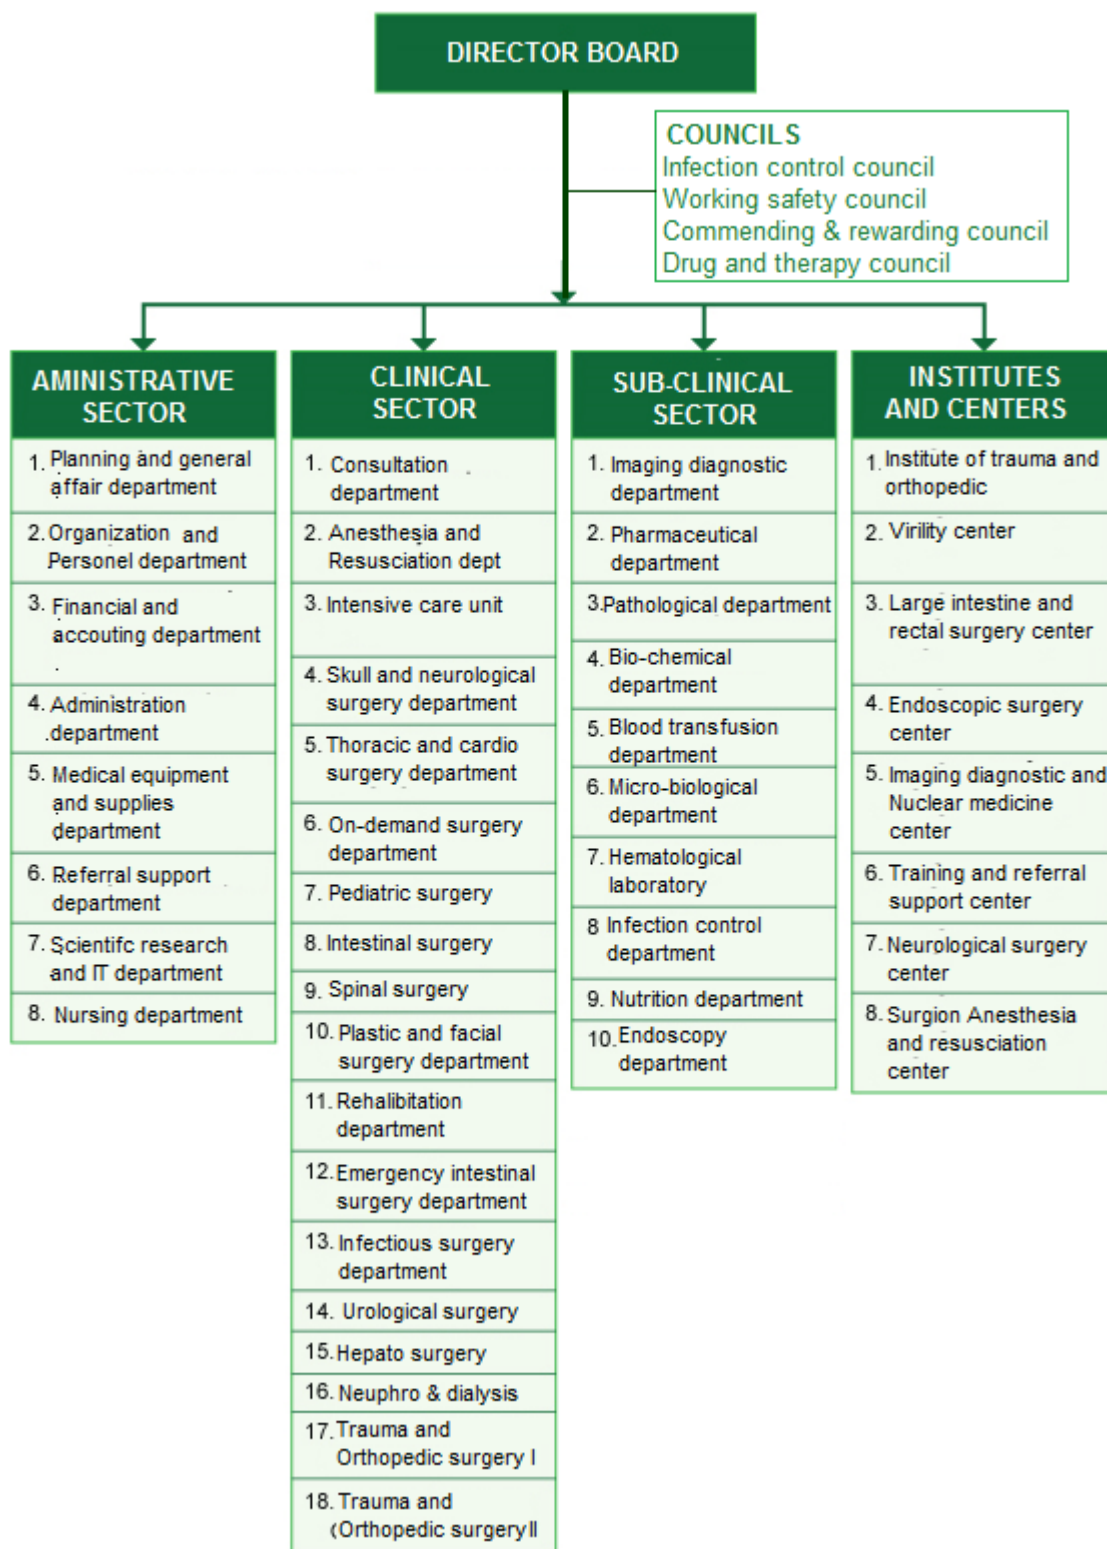 DIRECTOR BOARD
COUNCILS
Infection control council
Working safety council
Commending & rewarding council
Drug and therapy council
AMINISTRATIVE
SECTOR
1. Planning and general
affair department
2. Organization and
Personel department
3. Financial and
accouting department
4. Administration
department
5. Medical equipment
and supplies
department
6. Referral support
department
7. Scientifc research
and IT department
8. Nursing department
CLINICAL
SECTOR
1. Consultation
department
2. Anesthesia and
Resusciation dept
3. Intensive care unit
4. Skull and neurological
surgery department
5. Thoracic and cardio
surgery department
6. On-demand surgery
department
7. Pediatric surgery
8. Intestinal surgery
9. Spinal surgery
10. Plastic and facial
surgery department
11. Rehalibitation
department
12. Emergency intestinal
surgery department
13. Infectious surgery
department
14. Urological surgery
15. Hepato surgery
16. Neuphro & dialysis
17. Trauma and
Orthopedic surgery I
18. Trauma and
(Orthopedic surgery II
SUB-CLINICAL
SECTOR
1. Imaging diagnostic
department
2. Pharmaceutical
department
3. Pathological department
4. Bio-chemical
department
5. Blood transfusion
department
6. Micro-biological
department
7. Hematological
laboratory
8 Infection control
department
9. Nutrition department
10. Endoscopy
department
INSTITUTES
AND CENTERS
1. Institute of trauma and
orthopedic
2. Virility center
3. Large intestine and
rectal surgery center
4. Endoscopic surgery
center
5. Imaging diagnostic and
Nuclear medicine
center
6. Training and referral
support center
7. Neurological surgery
center
8. Surgion Anesthesia
and resusciation
center